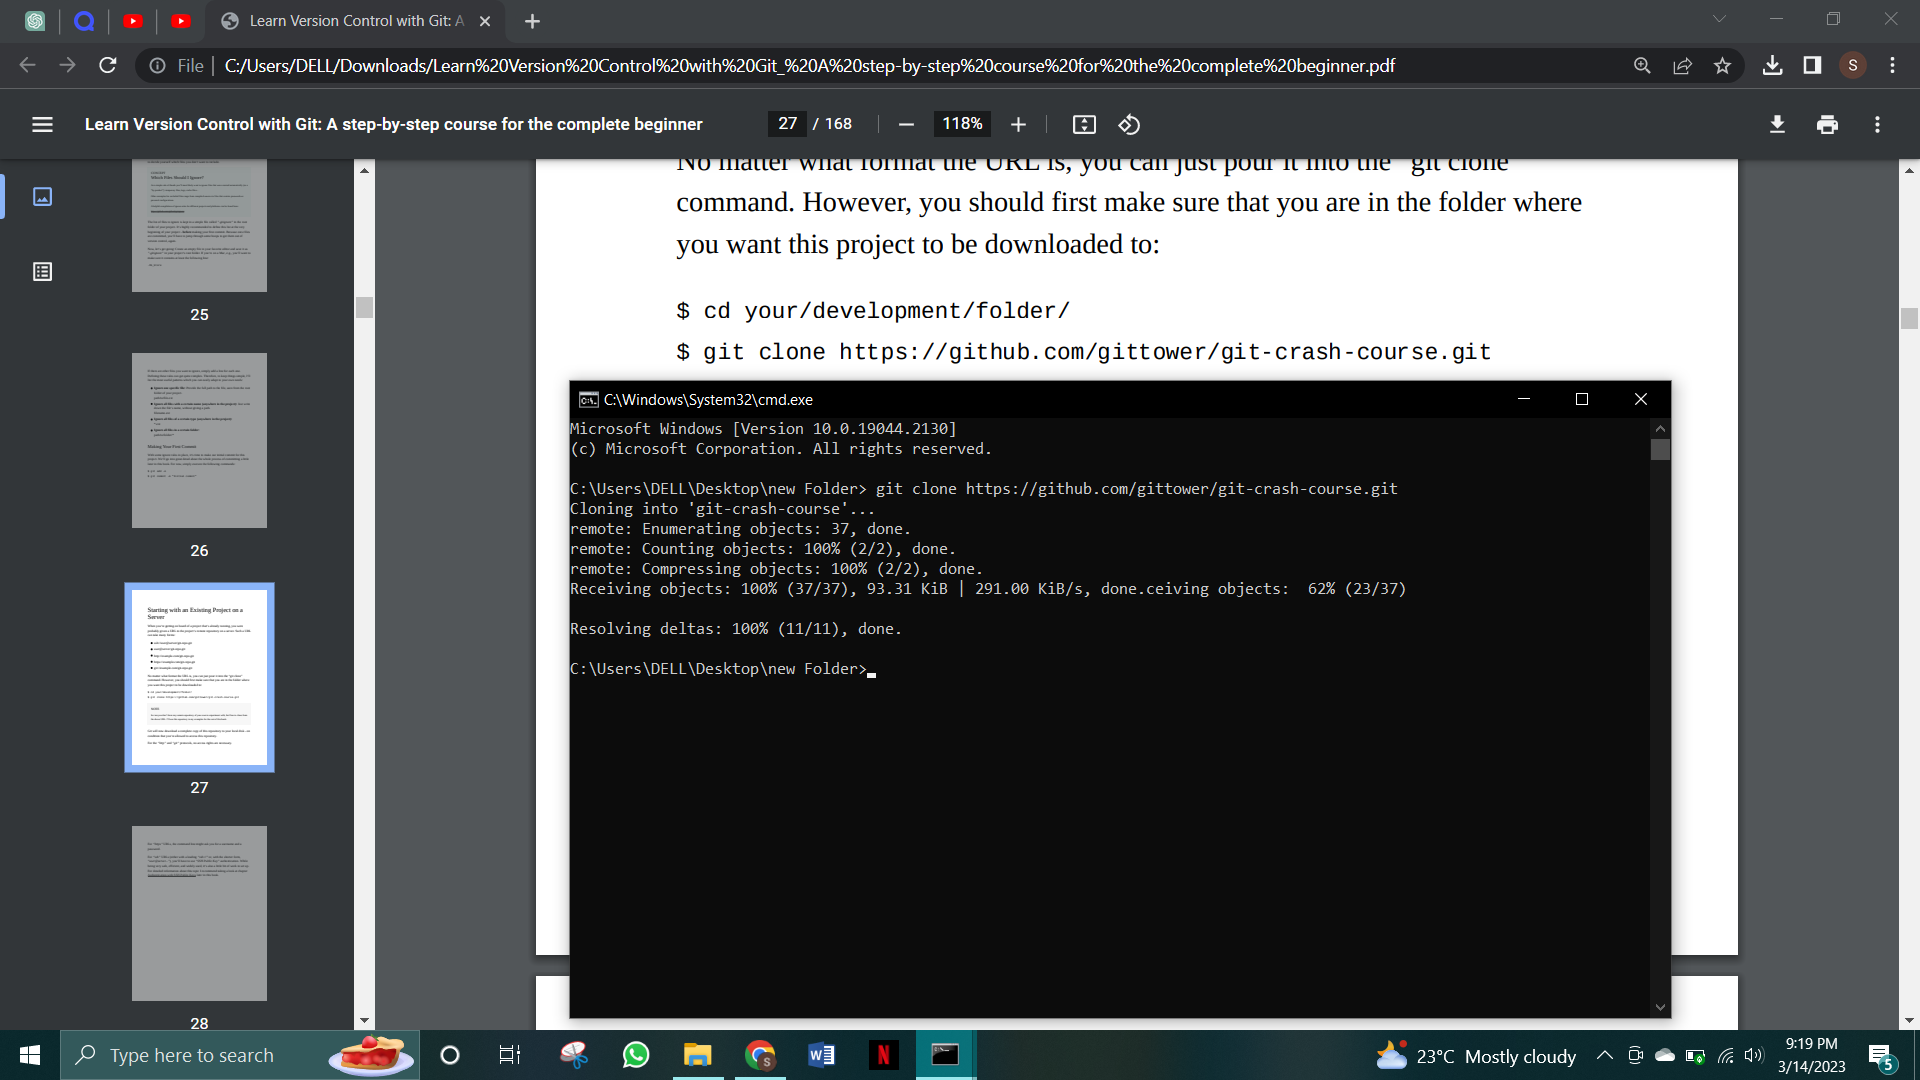 Learn Version Control with Git: A
File
C:/Users/DELL/Downloads/Learn%20Version%20Control%20with%20Git_%20A%20step-by-step%20course%20for%20the%20complete%20beginner.pdf
S
Learn Version Control with Git: A step-by-step course for the complete beginner
27 / 168
118%
25
26
Starting with an Existing Project on a
Server
27
28
No matter what format the URL is, you can just pour it into the "git clone"
command. However, you should first make sure that you are in the folder where
you want this project to be downloaded to:
$ cd your/development/folder/
$ git clone https://github.com/gittower/git-crash-course.git
C:\Windows\System32\cmd.exe
Microsoft Windows [Version 10.0.19044.2130]
(c) Microsoft Corporation. All rights reserved.
C:\Users\DELL\Desktop\new Folder> git clone https://github.com/gittower/git-crash-course.git
Cloning into 'git-crash-course'...
remote: Enumerating objects: 37, done.
remote: Counting objects: 100% (2/2), done.
remote: Compressing objects: 100% (2/2), done.
Receiving objects: 100% (37/37), 93.31 KiB | 291.00 KiB/s, done.ceiving objects:  62% (23/37)
Resolving deltas: 100% (11/11), done.
C:\Users\DELL\Desktop\new Folder>
Type here to search
23°C Mostly cloudy
9:19 PM
3/14/2023
5